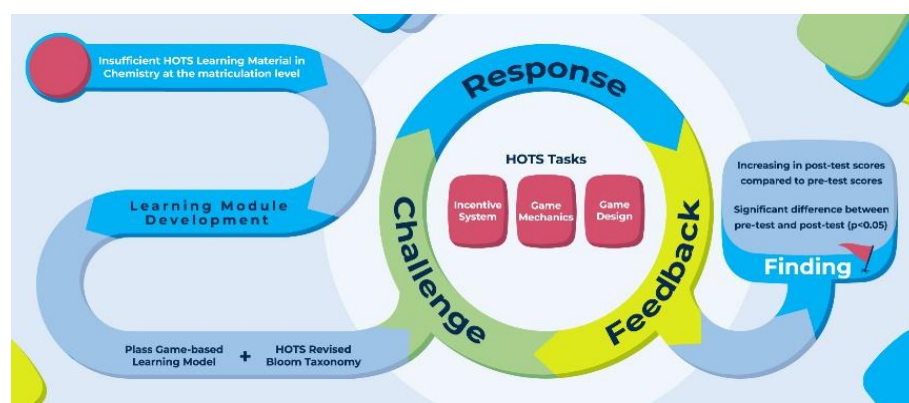 Insufficient HOTS Learning Material in
Chemistry at the matriculation level
Learning Module
Development
Plass Game-based
Learning Model
+
HOTS Revised
Bloom Taxonomy
Challenge
Response
Feedback
HOTS Tasks
Incentive
System
Game
Mechanics
Game
Design
Increasing in post-test scores
compared to pre-test scores
Significant difference between
pre-test and post-test (p<0.05)
Finding